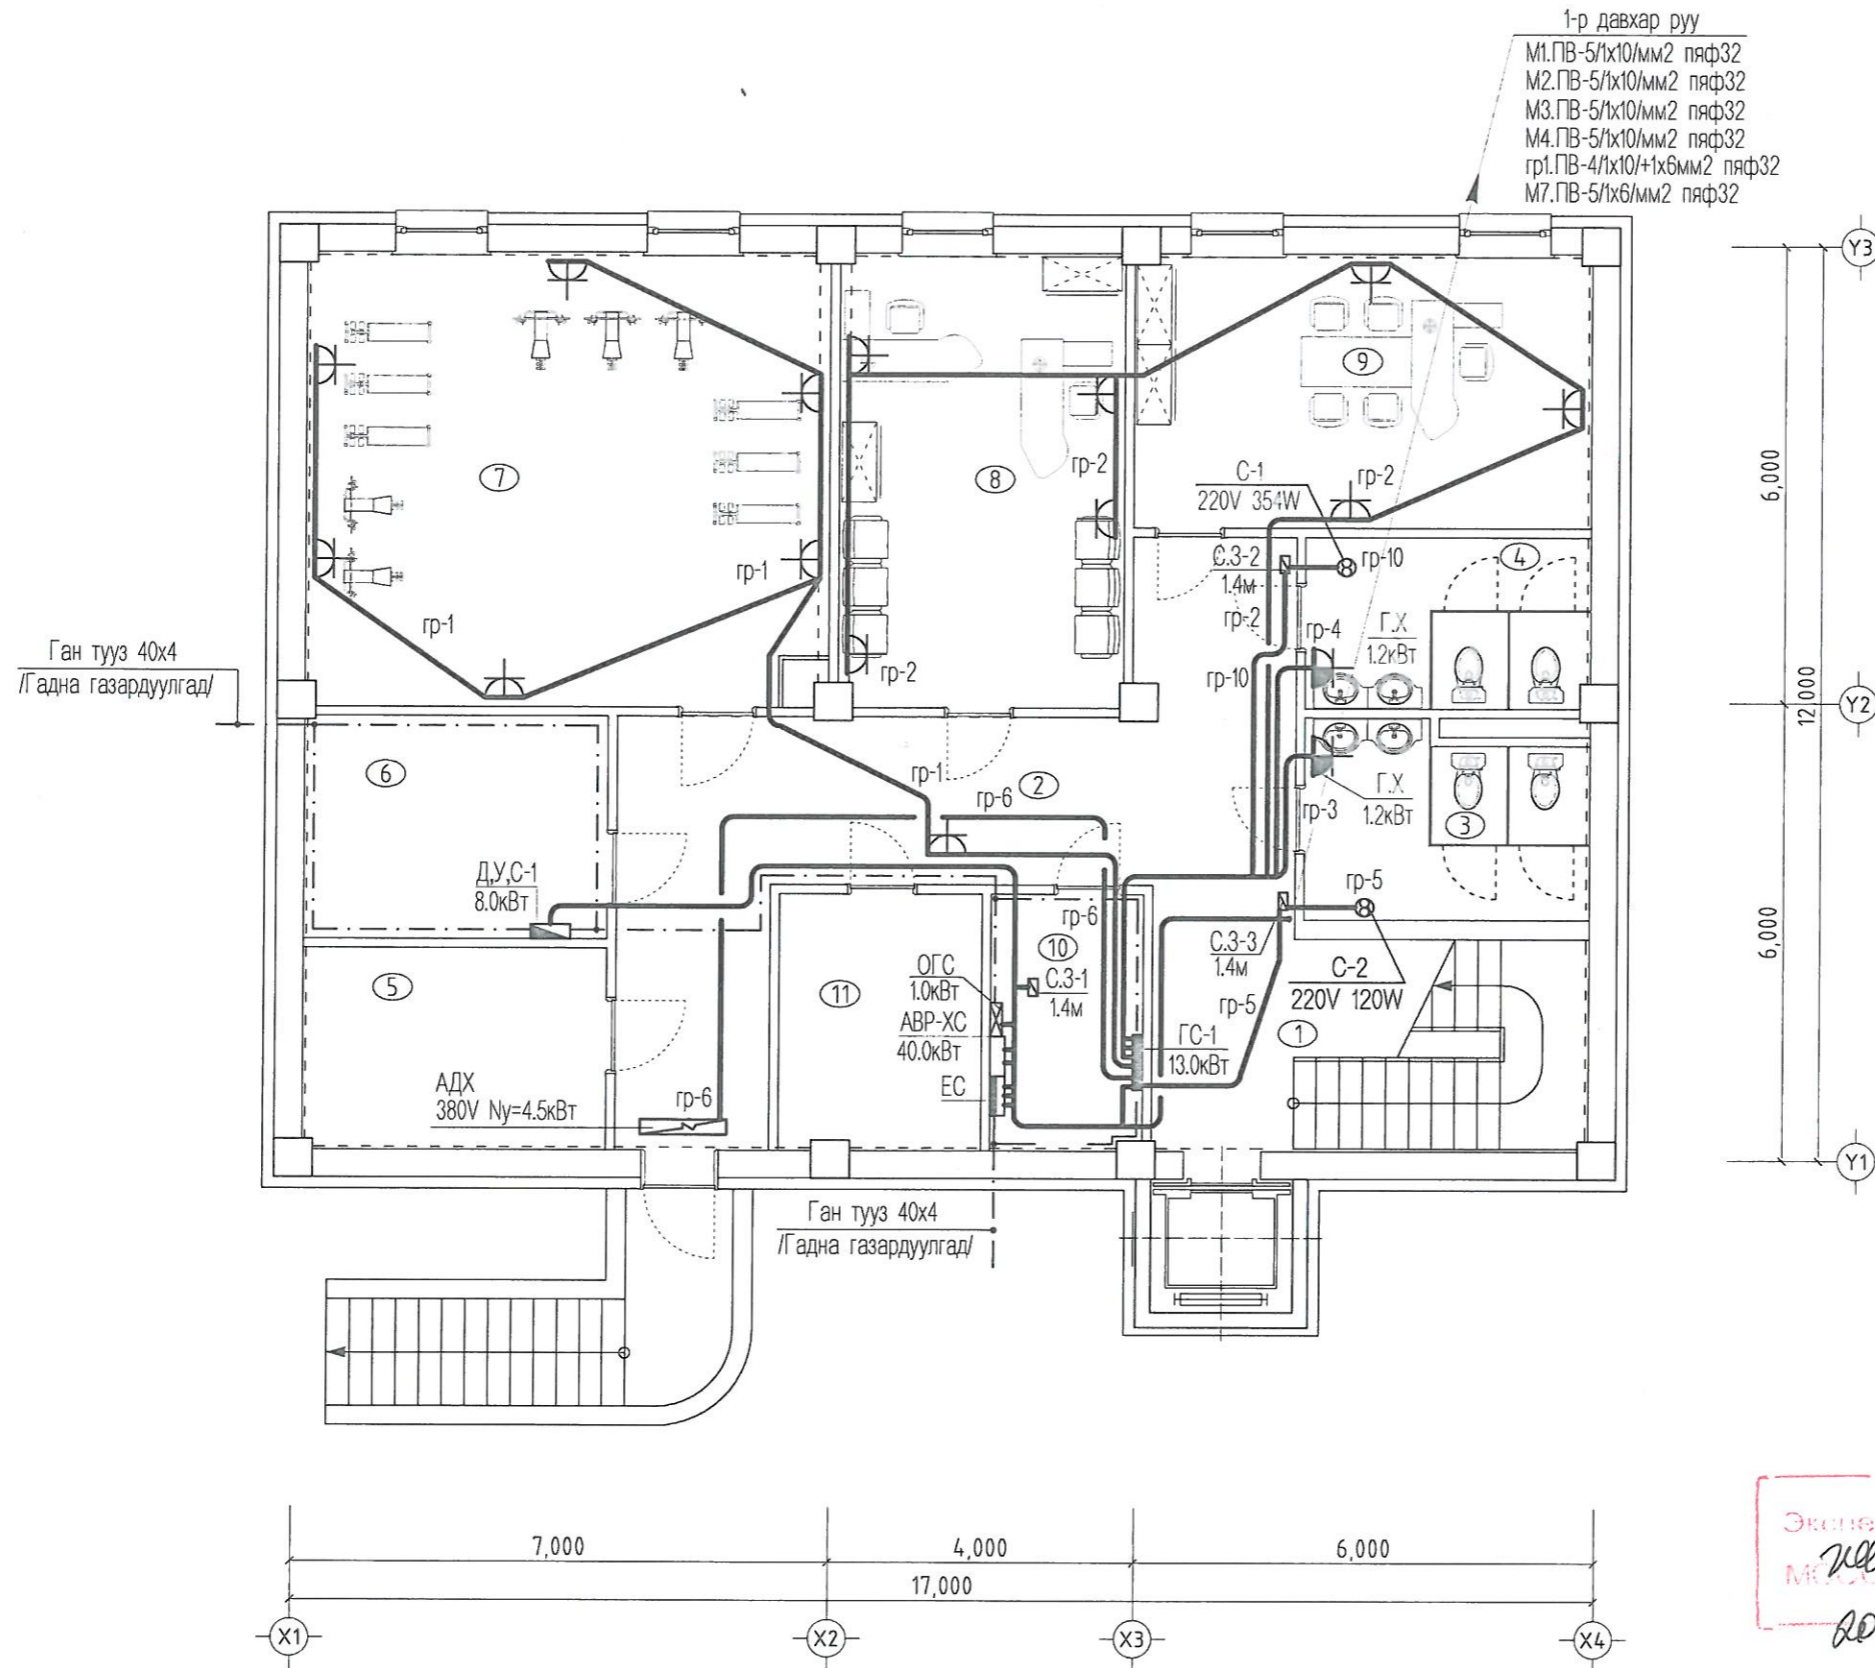 1-р давхар руу
М1.ПВ-5/1х10/мм2 пяф32
М2.ПВ-5/1х10/мм2 пяф32
М3.ПВ-5/1х10/мм2 пяф32
М4.ПВ-5/1х10/мм2 пяф32
гр1.ПВ-4/1х10/+1х6мм2 пяф32
М7.ПВ-5/1х6/мм2 пяф32
Y3
9
6,000
7
8
гр-2
С-1
220V 354W
гр-2
С.З-2
1.4м
гр-10
4
гр-1
гр-1
гр-2
гр-4
Г.Х
1.2кВт
Ган тууз 40х4
/Гадна газардуулгад/
гр-2
гр-10
12,000
Y2
6
гр-1
2
гр-6
Г.Х
1.2кВт
гр-3
3
Д,У,С-1
8.0кВт
гр-5
гр-6
6,000
5
11
10
ОГС
1.0кВт
С.З-1
1.4м
С.З-3
1.4м
С-2
220V 120W
гр-5
АВР-ХС
40.0кВт
ГС-1
13.0кВт
1
ЕС
АДХ
380V Nу=4.5кВт
гр-6
Y1
Ган тууз 40х4
/Гадна газардуулгад/
7,000
4,000
6,000
17,000
X1
X2
X3
X4